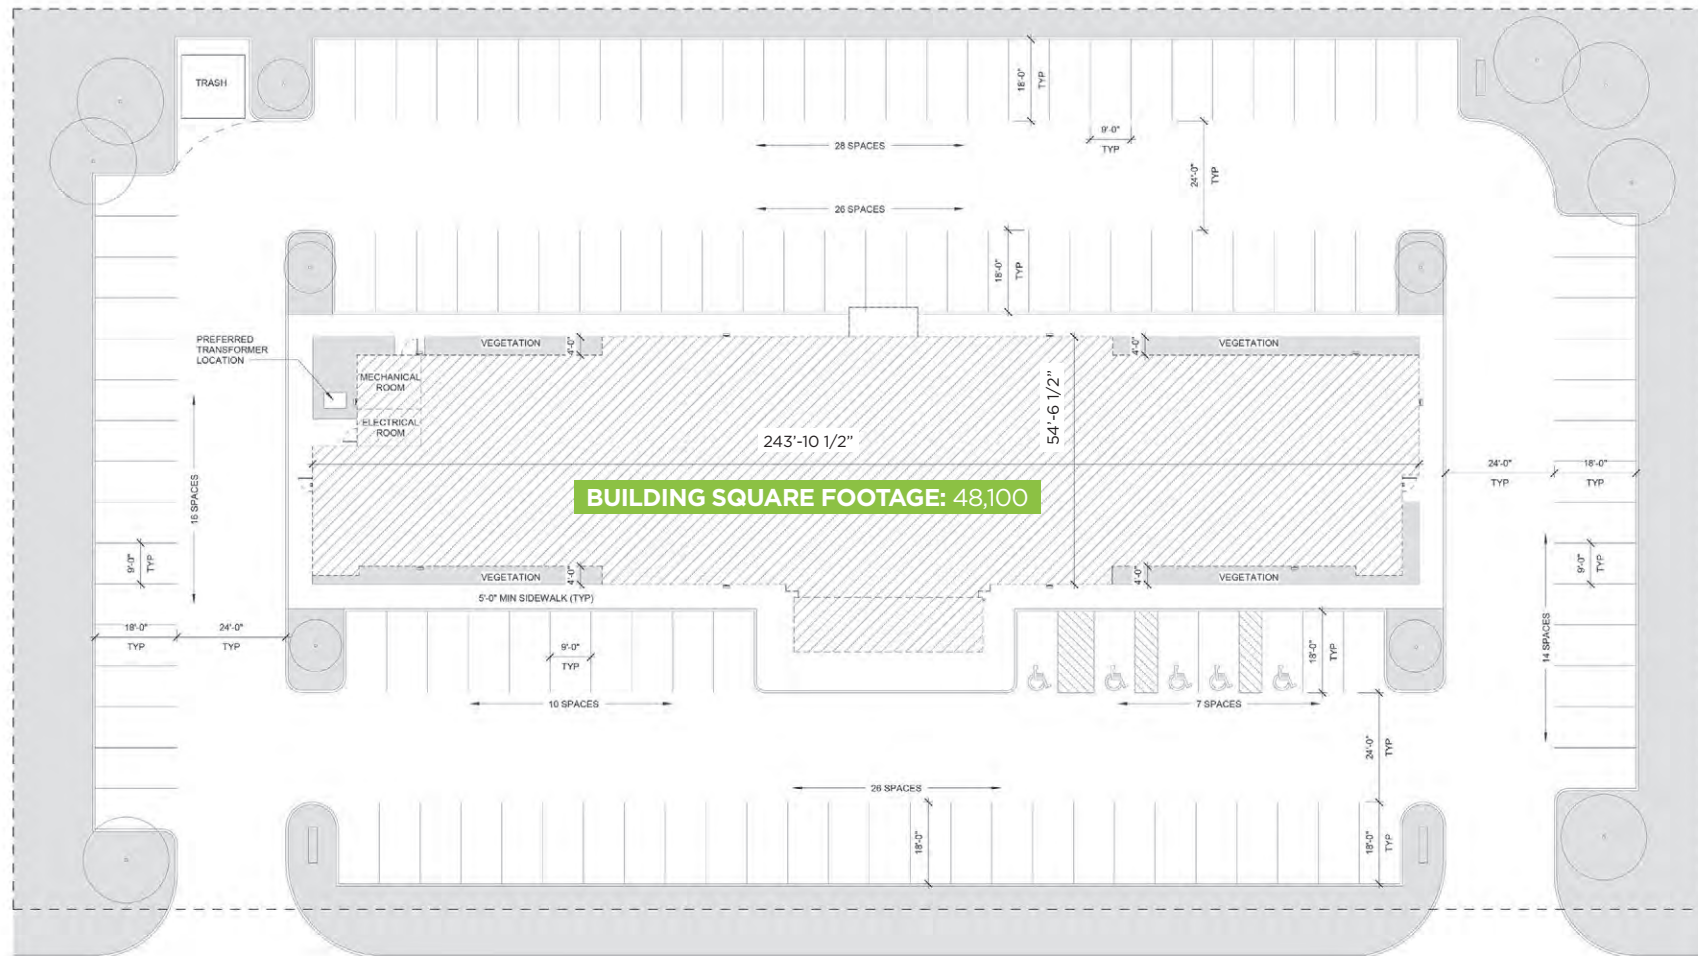 TRASH
18'-0"
TYP
28 SPACES
9'-0"
TYP
24'-0"
TYP
26 SPACES
18'-0"
TYP
PREFERRED
TRANSFORMER
LOCATION
VEGETATION
4'-0"
4'-0"
VEGETATION
MECHANICAL
ROOM
ELECTRICAL
ROOM
243'-10 1/2”
54'-6 1/2”
16 SPACES
BUILDING SQUARE FOOTAGE: 48,100
24'-0"
TYP
18'-0"
TYP
9'-0"
TYP
9'-0"
TYP
VEGETATION
4'-0"
4'-0"
VEGETATION
5'-0" MIN SIDEWALK (TYP)
18'-0"
TYP
24'-0"
TYP
9'-0"
TYP
18'-0"
TYP
14 SPACES
10 SPACES
7 SPACES
24'-0"
TYP
26 SPACES
18'-0"
18'-0"
TYP